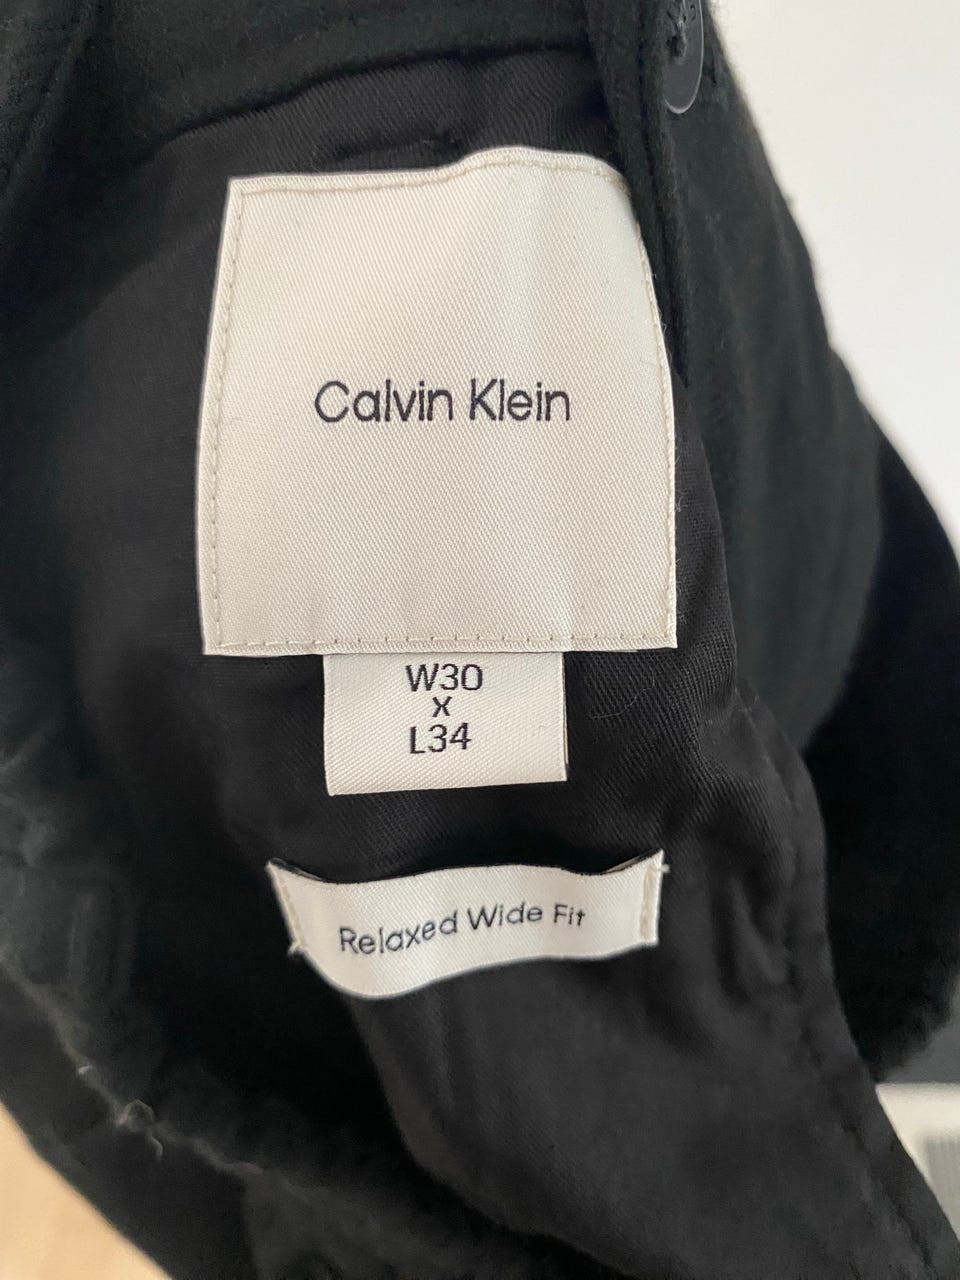 Calvin Klein
W30
x
L34
Relaxed Wide Fit